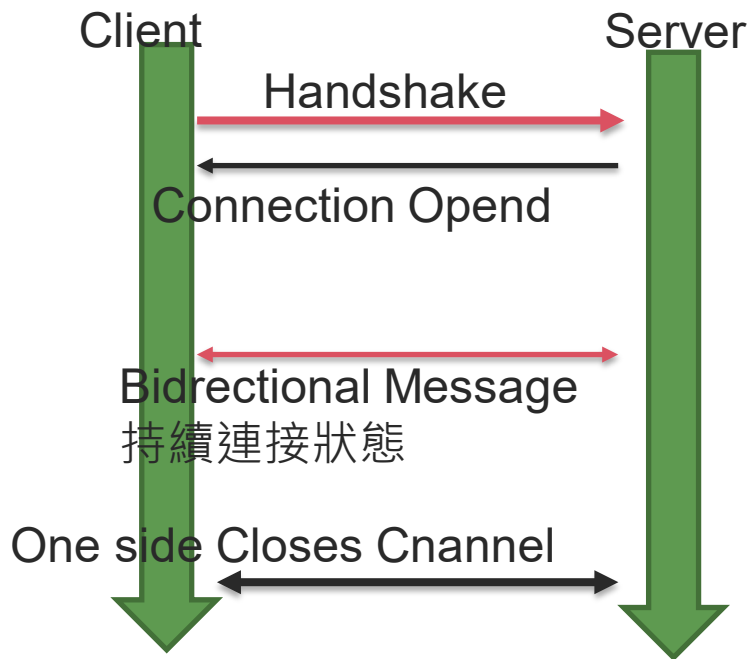 Client
Server
Handshake
Connection Opend
Bidrectional Message
持續連接狀態
One side Closes Cnannel